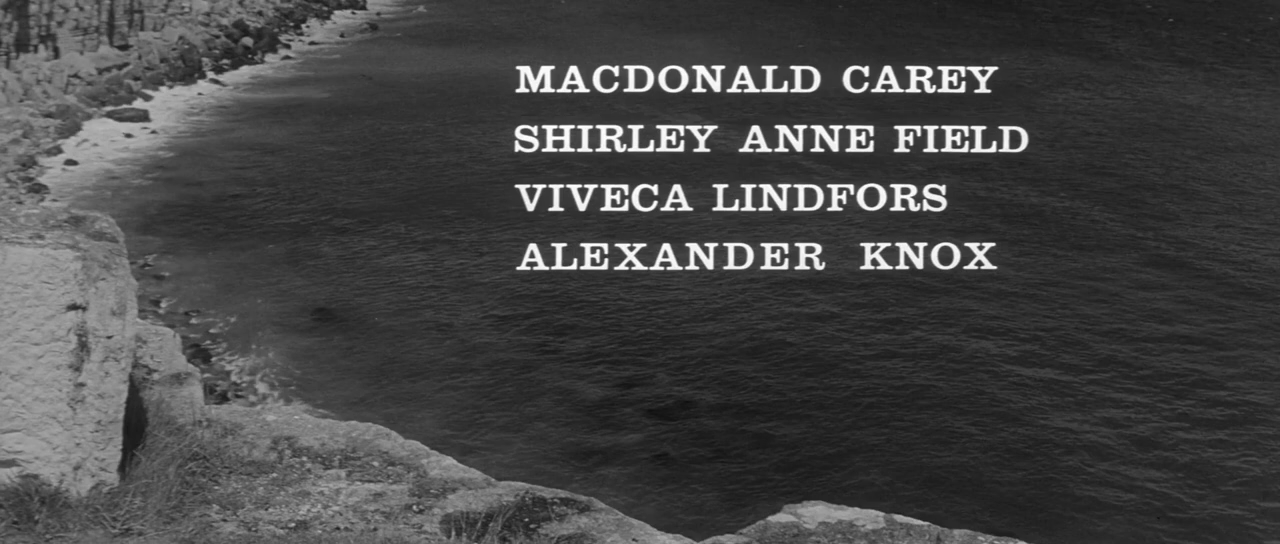 MACDONALD CAREY
SHIRLEY ANNE FIELD
VIVECA LINDFORS
ALEXANDER KNOX